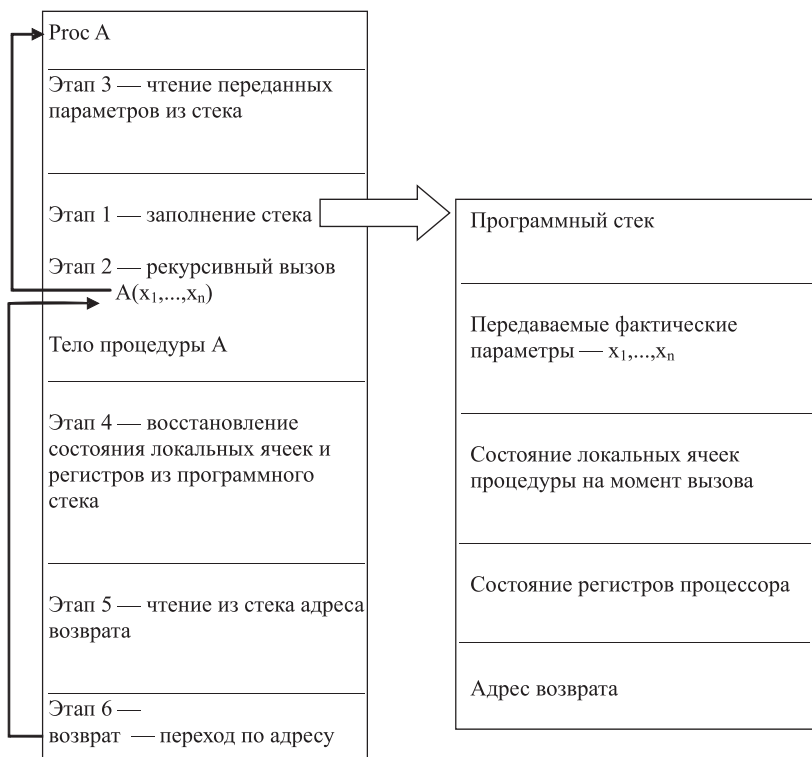 Proc A
Этап 3 — чтение переданных
параметров из стека
Этап 1 — заполнение стека
Этап 2 — рекурсивный вызов
A(x₁,...,xₙ)
Тело процедуры A
Этап 4 — восстановление
состояния локальных ячеек и
регистров из программного
стека
Этап 5 — чтение из стека адреса
возврата
Этап 6 —
возврат — переход по адресу
Программный стек
Передаваемые фактические
параметры — x₁,...,xₙ
Состояние локальных ячеек
процедуры на момент вызова
Состояние регистров процессора
Адрес возврата